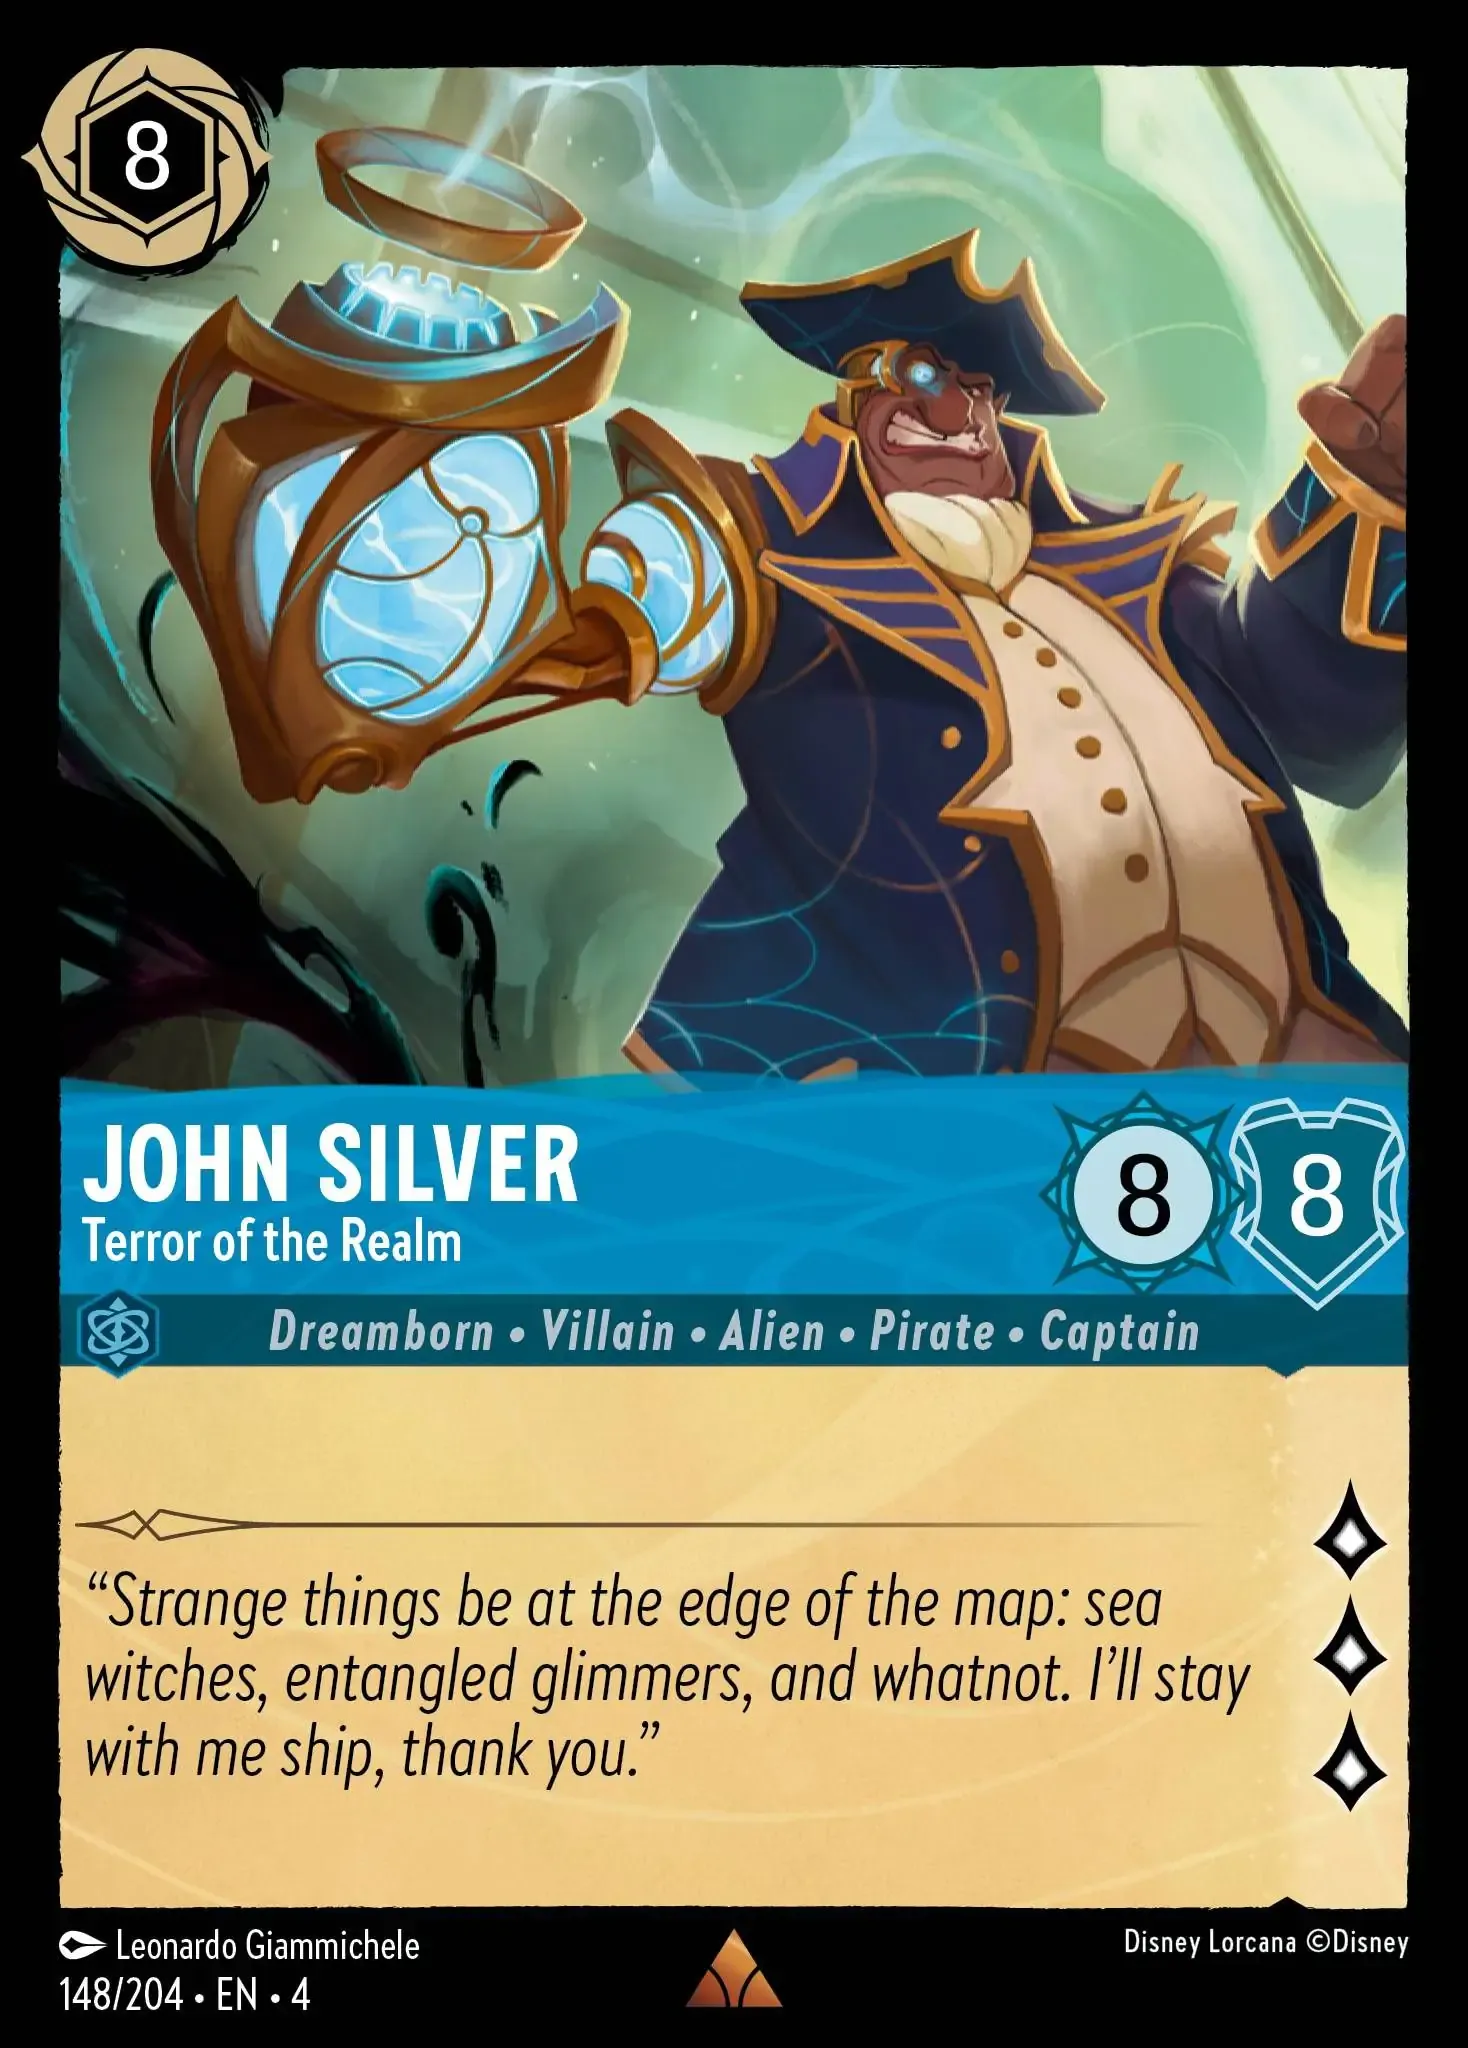 8
JOHN SILVER
Terror of the Realm
8 8
Dreamborn • Villain • Alien • Pirate • Captain
“Strange things be at the edge of the map: sea
witches, entangled glimmers, and whatnot. I’ll stay
with me ship, thank you.”
Leonardo Giammichele
148/204 • EN • 4
Disney Lorcana ©Disney